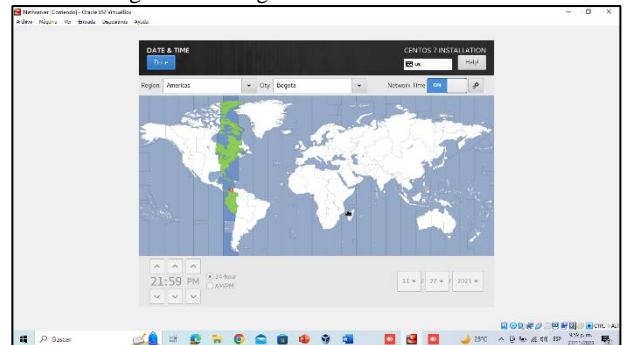 Nethserver [Corriendo] - Oracle VM VirtualBox
Archivo Máquina Ver Entrada Dispositivos Ayuda
DATE & TIME
CENTOS 7 INSTALLATION
Done
us
Help!
Region: Americas
City: Bogota
Network Time
ON
21:59 PM
24-hour
AM/PM
11 / 27 / 2023
CTRL + ALT
Buscar
25°C
ESP
9:59 p. m.
27/11/2023